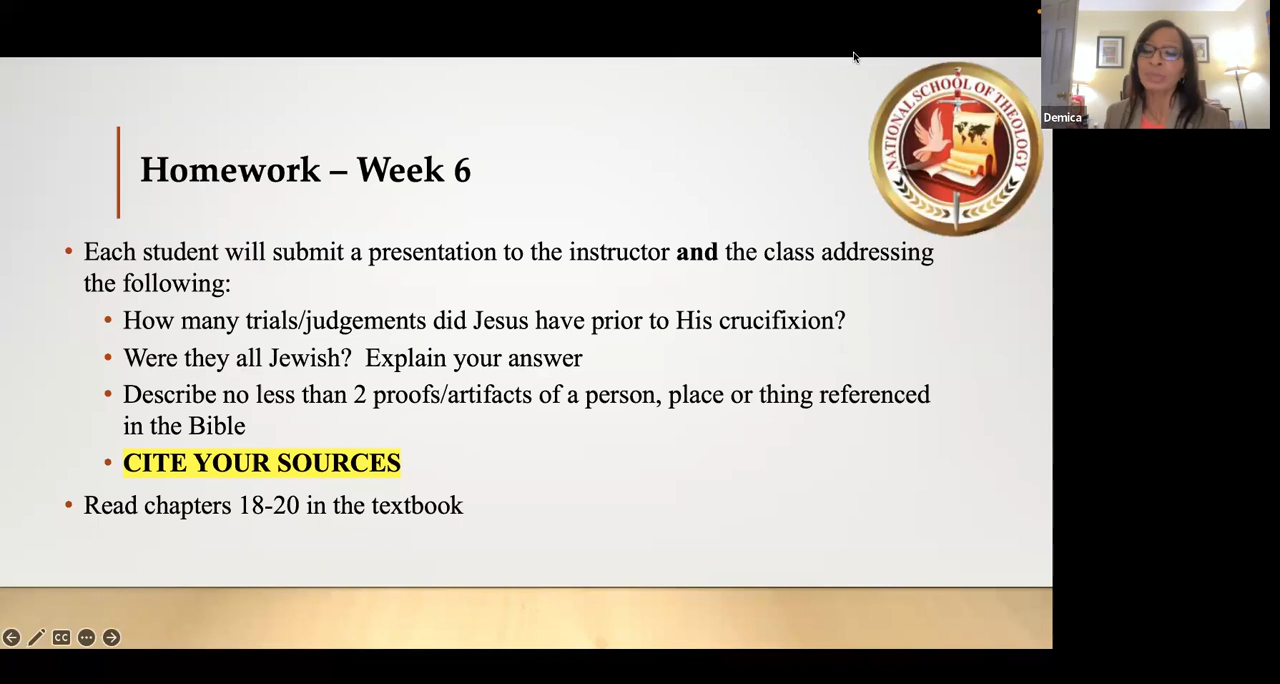 NATIONAL SCHOOL OF THEOLOGY
Demica
Homework – Week 6
• Each student will submit a presentation to the instructor and the class addressing
the following:
• How many trials/judgements did Jesus have prior to His crucifixion?
• Were they all Jewish?  Explain your answer
• Describe no less than 2 proofs/artifacts of a person, place or thing referenced
in the Bible
• CITE YOUR SOURCES
• Read chapters 18-20 in the textbook
CC